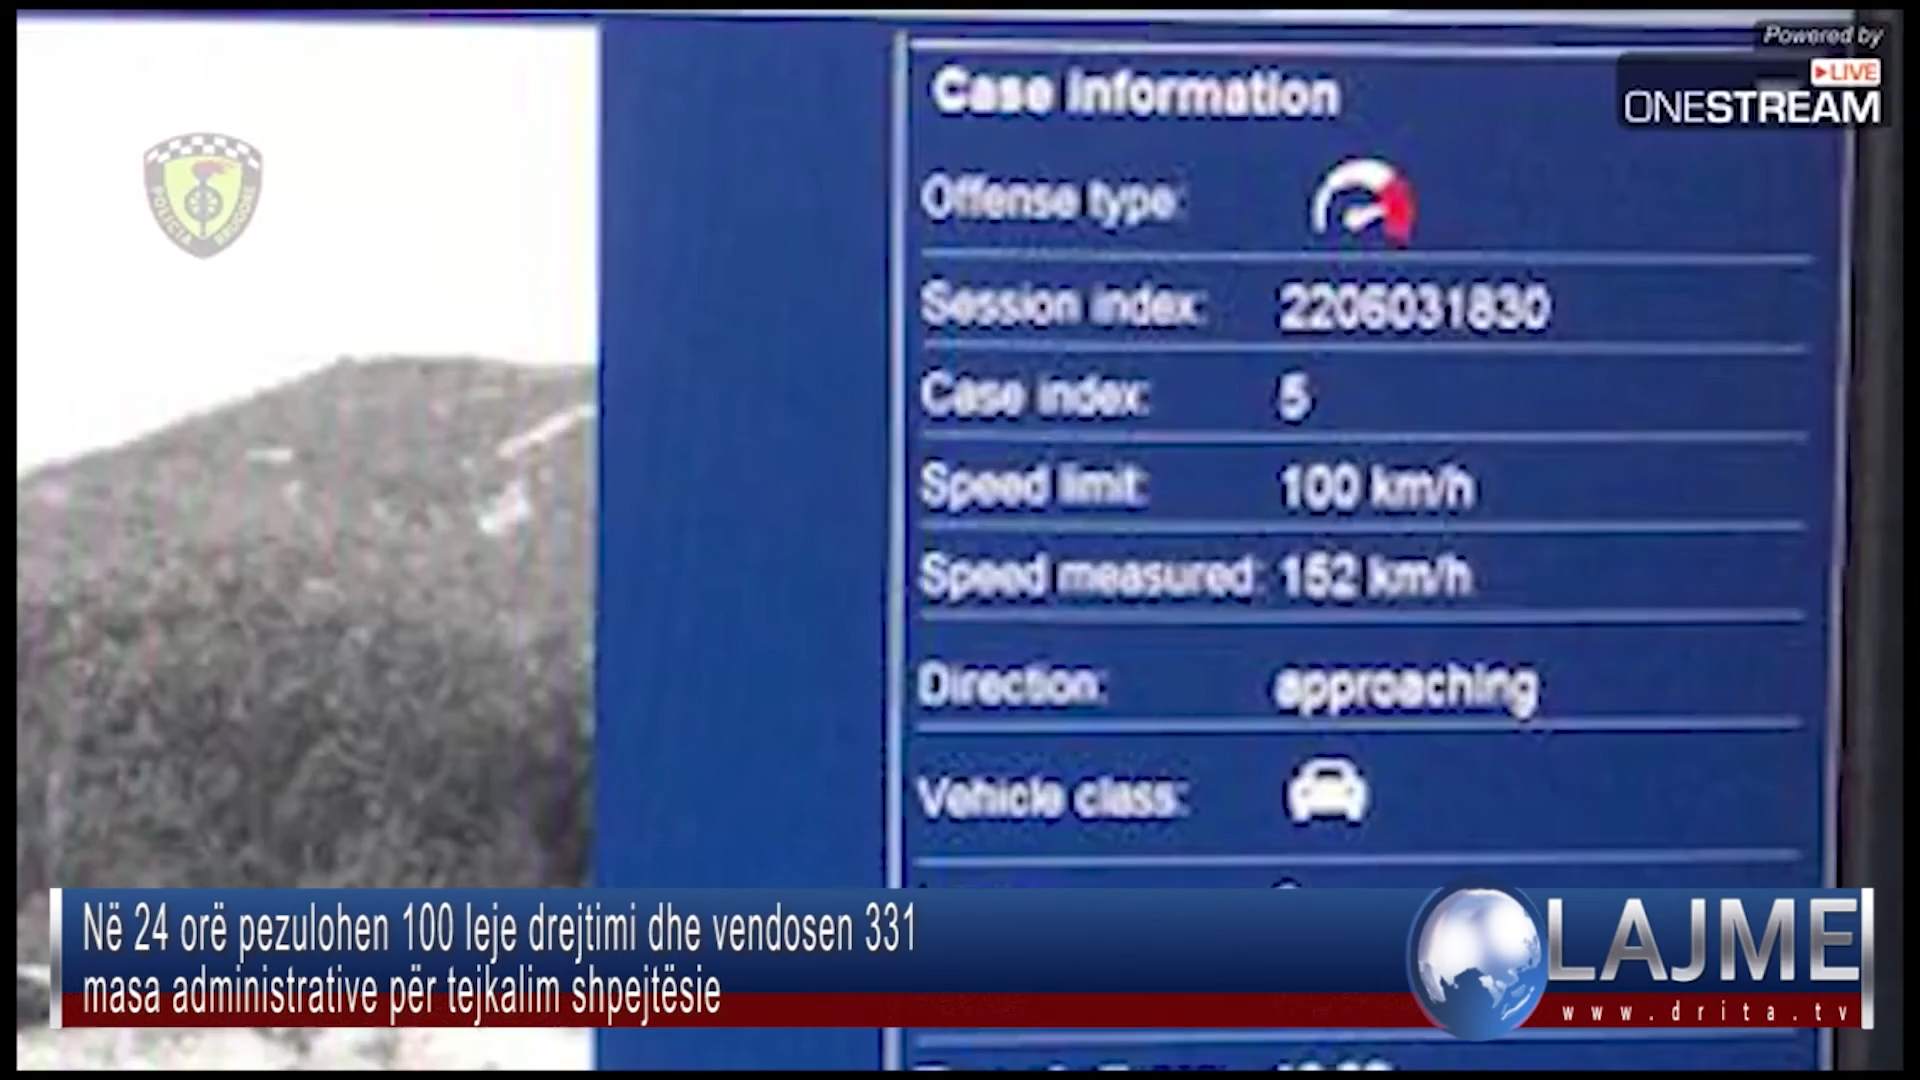 Powered by
LIVE
ONESTREAM
Case information
Offense type:
Session index: 2206031830
Case index: 5
Speed limit: 100 km/h
Speed measured: 152 km/h
Direction: approaching
Vehicle class:
POLICIA RRUGORE
Në 24 orë pezulohen 100 leje drejtimi dhe vendosen 331
masa administrative për tejkalim shpejtësie
LAJME
www.drita.tv